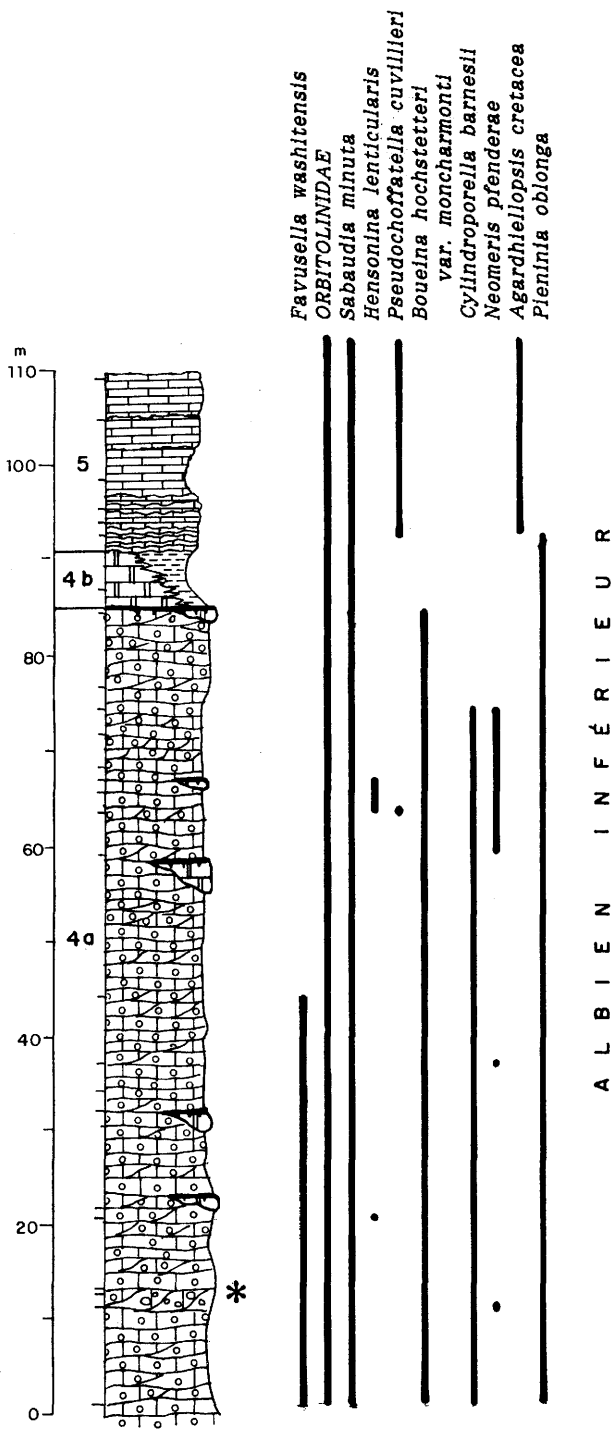 Favusella washitensis
ORBITOLINIDAE
Sabaudia minuta
Hensonina lenticularis
Pseudochoffatella cuvillieri
Boueina hochstetteri
var. moncharmonti
Cylindroporella barnesii
Neomeris pfenderae
Agardhiellopsis cretacea
Pieninia oblonga
m
110
100
80
60
40
20
0
5
4b
4a
*
ALBIEN INFÉRIEUR